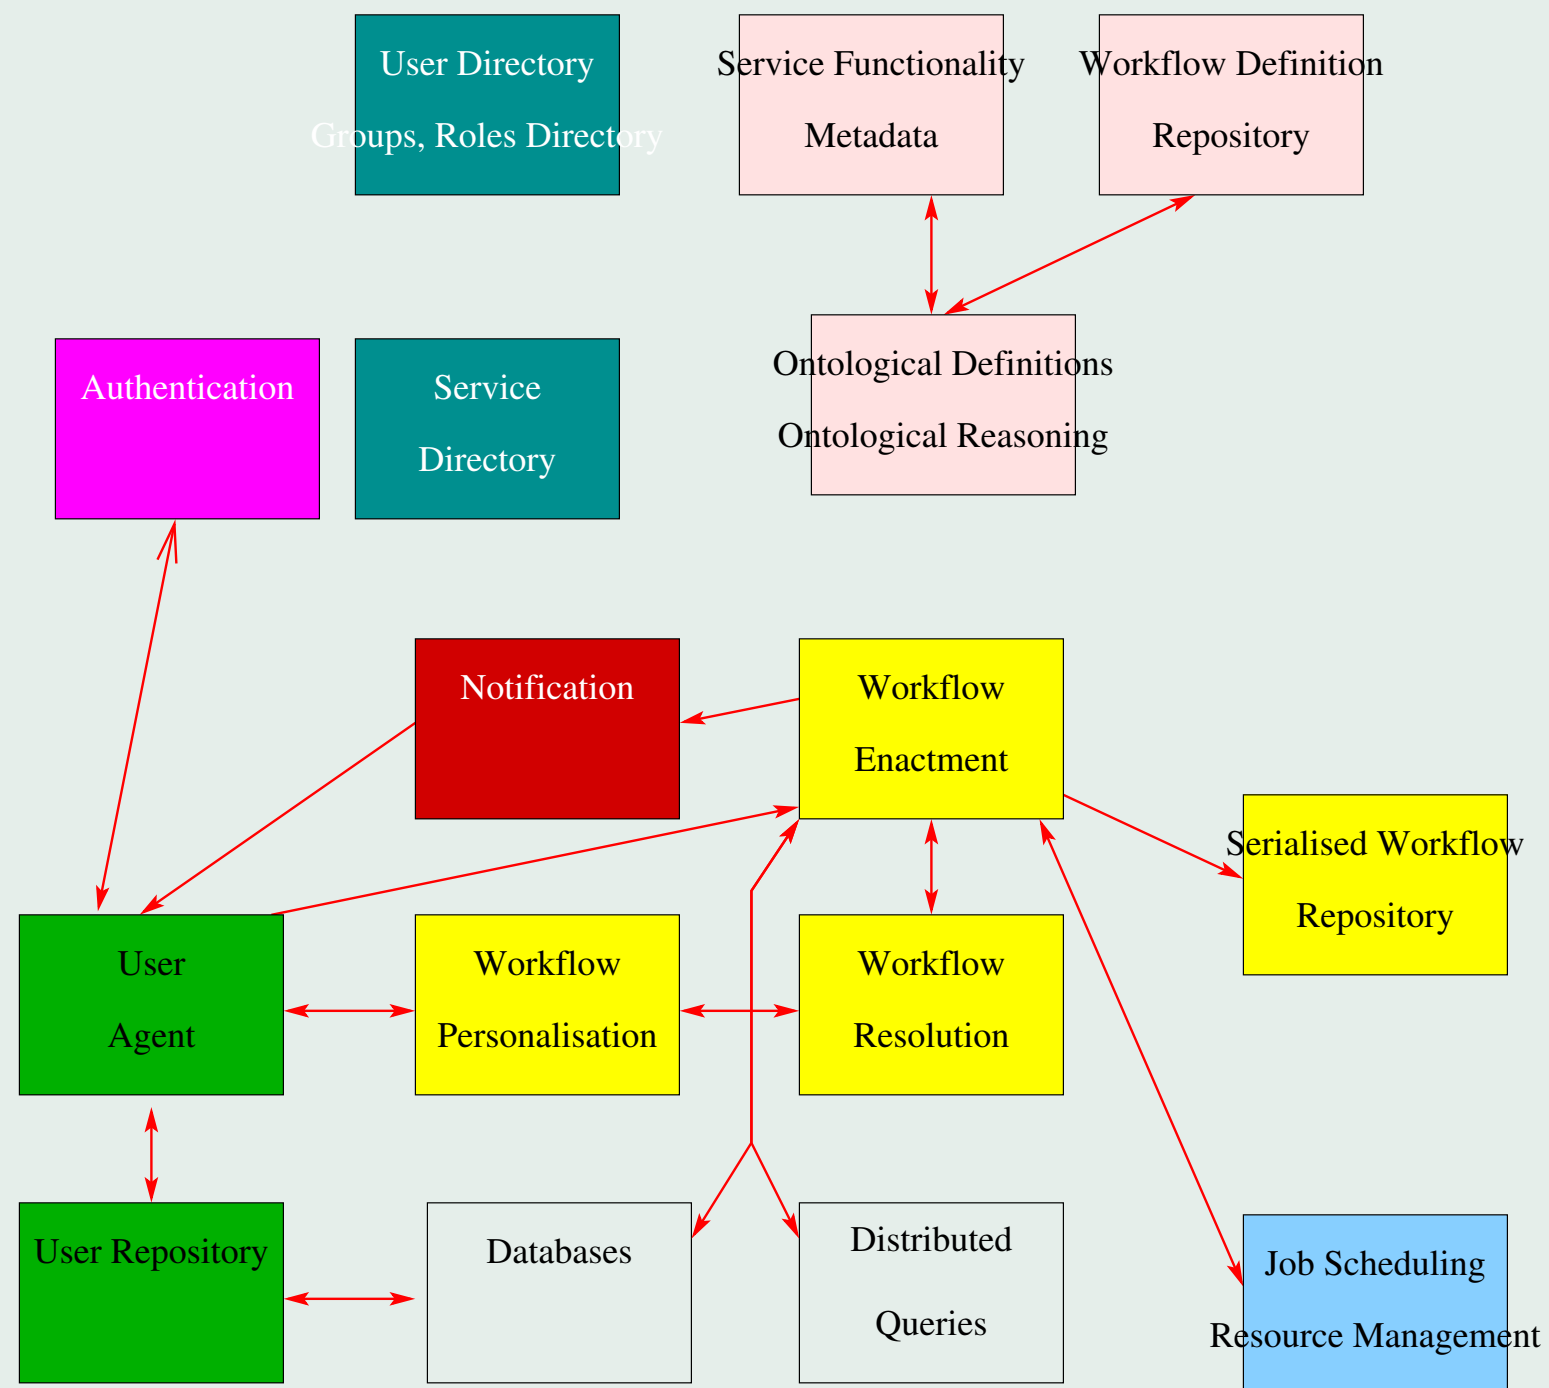 User Directory
Groups, Roles Directory
Service Functionality
Metadata
Workflow Definition
Repository
Authentication
Service
Directory
Ontological Definitions
Ontological Reasoning
Notification
Workflow
Enactment
Serialised Workflow
Repository
User
Agent
Workflow
Personalisation
Workflow
Resolution
User Repository
Databases
Distributed
Queries
Job Scheduling
Resource Management